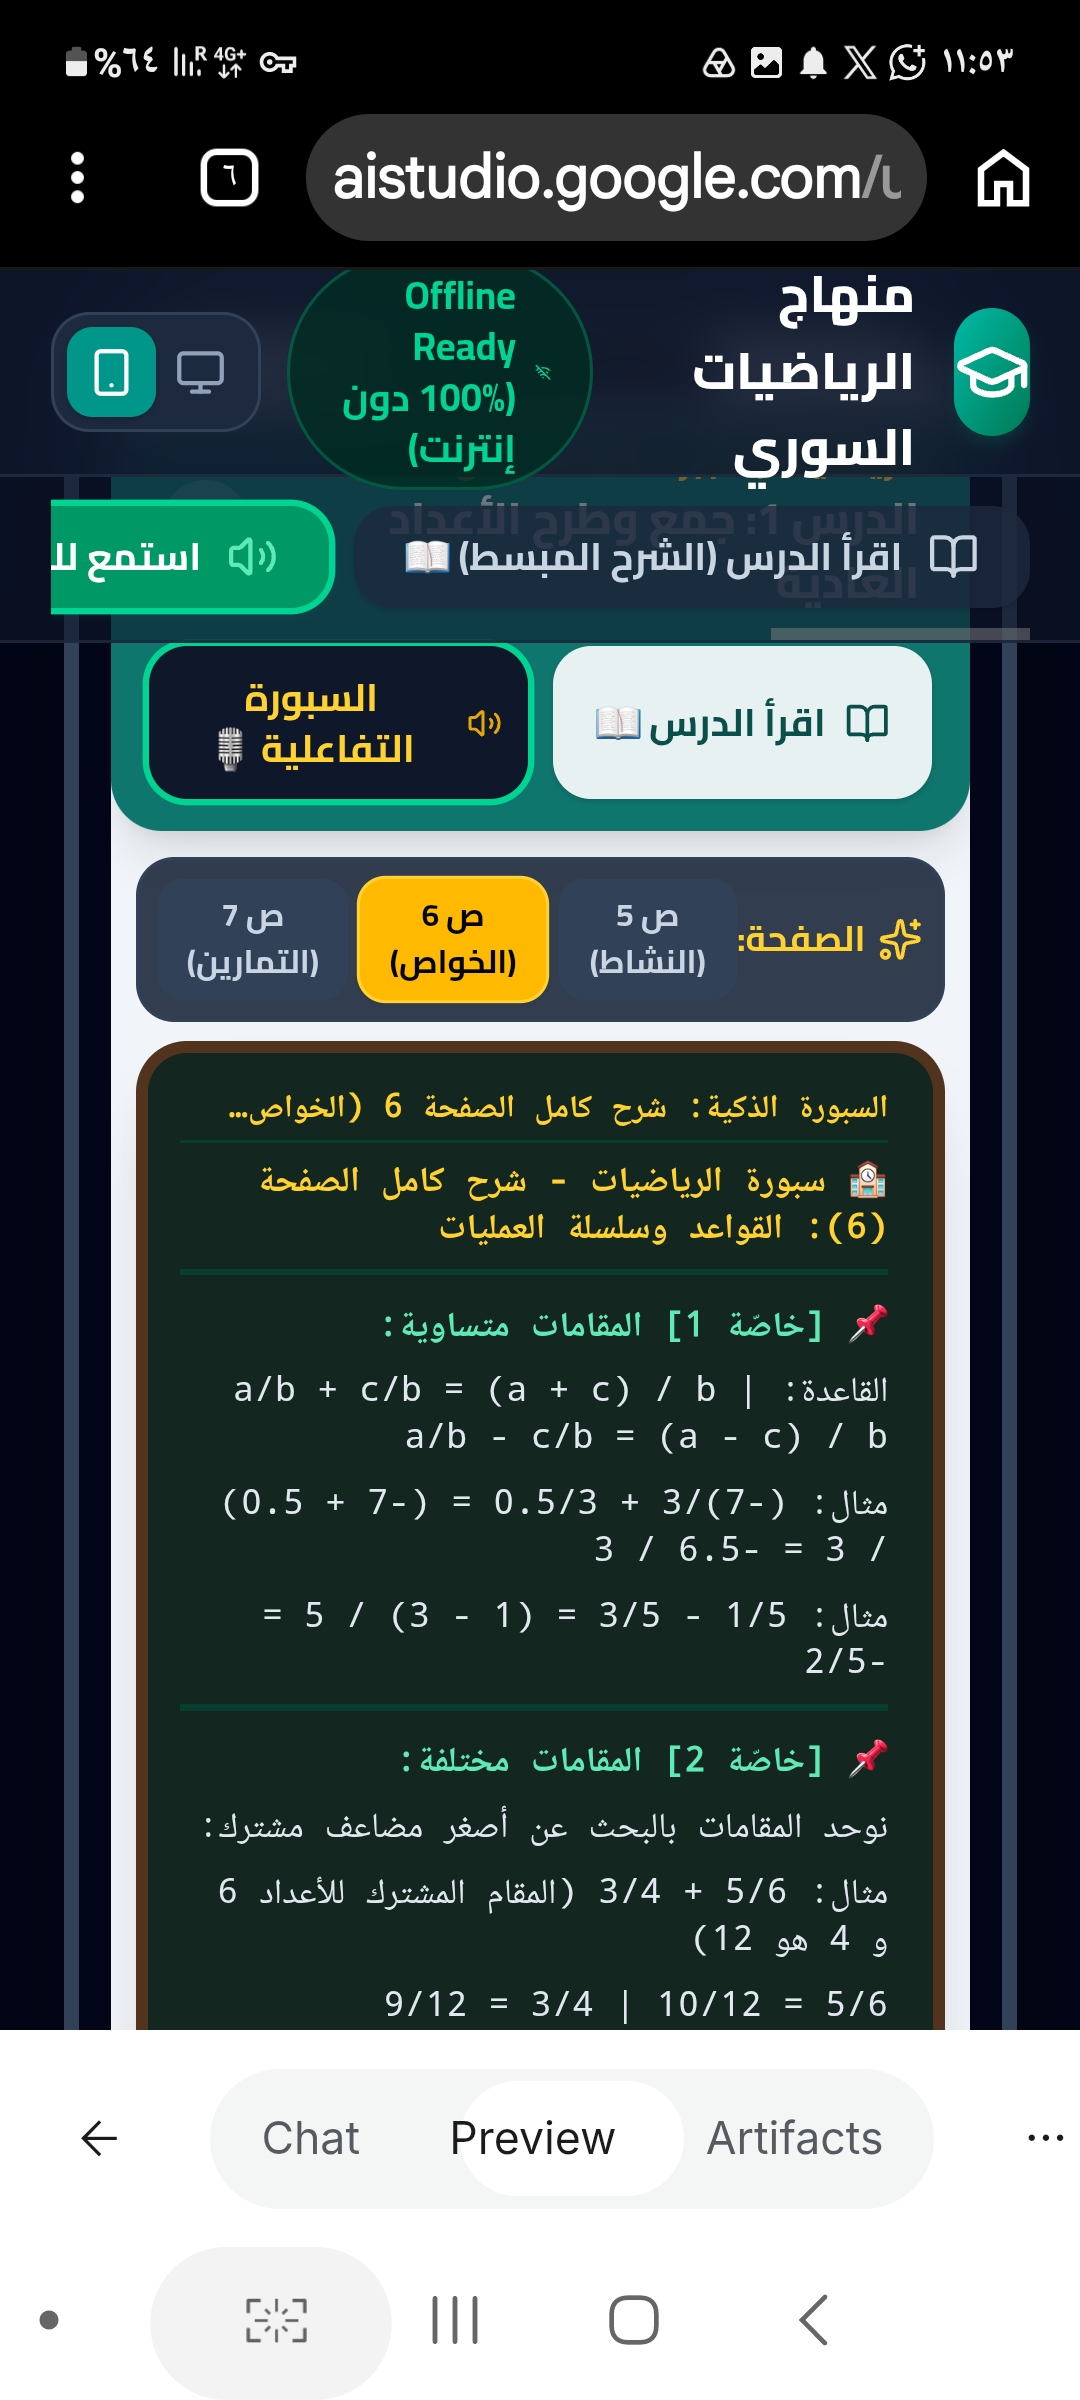 %٦٤ R 4G+ ١١:٥٣
٦ aistudio.google.com/u
منهاج
الرياضيات
السوري
Offline
Ready
(100% دون
إنترنت)
الدرس 1: جمع وطرح الأعداد
العادية
اقرأ الدرس (الشرح المبسط) 📖
استمع لل
اقرأ الدرس 📖
السبورة
التفاعلية 🎙️
الصفحة:
ص 5
(النشاط)
ص 6
(الخواص)
ص 7
(التمارين)
السبورة الذكية: شرح كامل الصفحة 6 (الخواص...
🏫 سبورة الرياضيات - شرح كامل الصفحة
(6): القواعد وسلسلة العمليات
📌 [خاصّة 1] المقامات متساوية:
القاعدة: a/b + c/b = (a + c) / b |
a/b - c/b = (a - c) / b
مثال: (-7)/3 + 0.5/3 = (-7 + 0.5)
/ 3 = -6.5 / 3
مثال: 1/5 - 3/5 = (1 - 3) / 5 =
-2/5
📌 [خاصّة 2] المقامات مختلفة:
نوحد المقامات بالبحث عن أصغر مضاعف مشترك:
مثال: 5/6 + 3/4 (المقام المشترك للأعداد 6
و 4 هو 12)
5/6 = 10/12 | 3/4 = 9/12
Chat Preview Artifacts